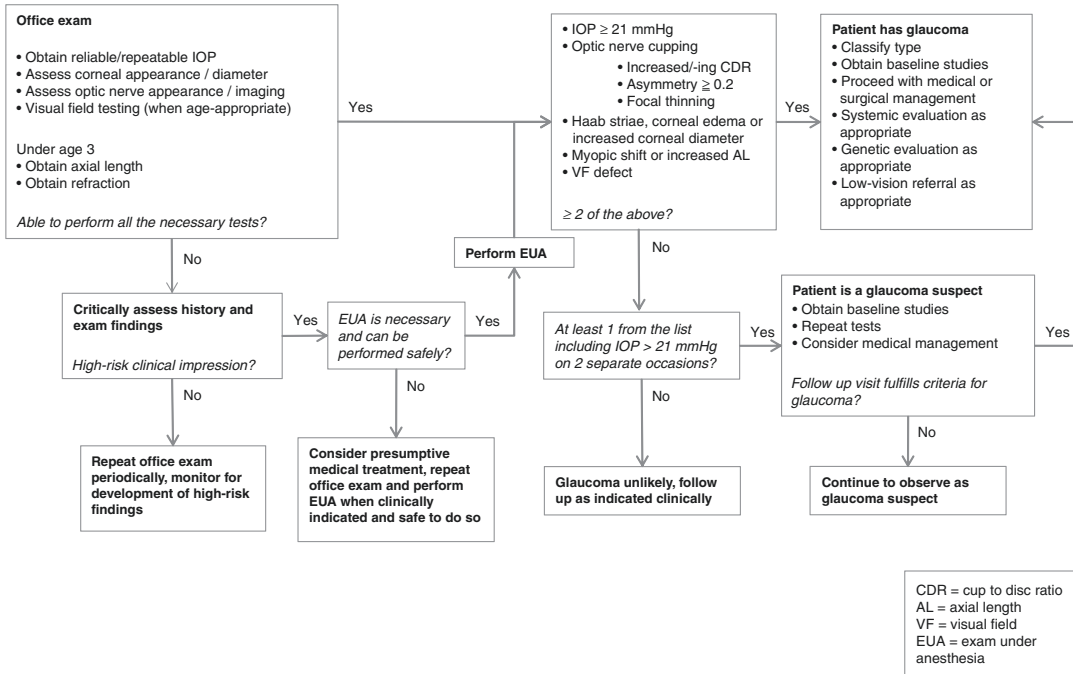 Office exam
• Obtain reliable/repeatable IOP
• Assess corneal appearance / diameter
• Assess optic nerve appearance / imaging
• Visual field testing (when age-appropriate)
Under age 3
• Obtain axial length
• Obtain refraction
Able to perform all the necessary tests?
Yes
No
• IOP ≥ 21 mmHg
• Optic nerve cupping
• Increased/-ing CDR
• Asymmetry ≧ 0.2
• Focal thinning
• Haab striae, corneal edema or
increased corneal diameter
• Myopic shift or increased AL
• VF defect
≥ 2 of the above?
Yes
No
Patient has glaucoma
• Classify type
• Obtain baseline studies
• Proceed with medical or
surgical management
• Systemic evaluation as
appropriate
• Genetic evaluation as
appropriate
• Low-vision referral as
appropriate
Perform EUA
Critically assess history and
exam findings
High-risk clinical impression?
Yes
No
EUA is necessary
and can be
performed safely?
Yes
No
At least 1 from the list
including IOP > 21 mmHg
on 2 separate occasions?
Yes
No
Patient is a glaucoma suspect
• Obtain baseline studies
• Repeat tests
• Consider medical management
Follow up visit fulfills criteria for
glaucoma?
Yes
No
Repeat office exam
periodically, monitor for
development of high-risk
findings
Consider presumptive
medical treatment, repeat
office exam and perform
EUA when clinically
indicated and safe to do so
Glaucoma unlikely, follow
up as indicated clinically
Continue to observe as
glaucoma suspect
CDR = cup to disc ratio
AL = axial length
VF = visual field
EUA = exam under
anesthesia